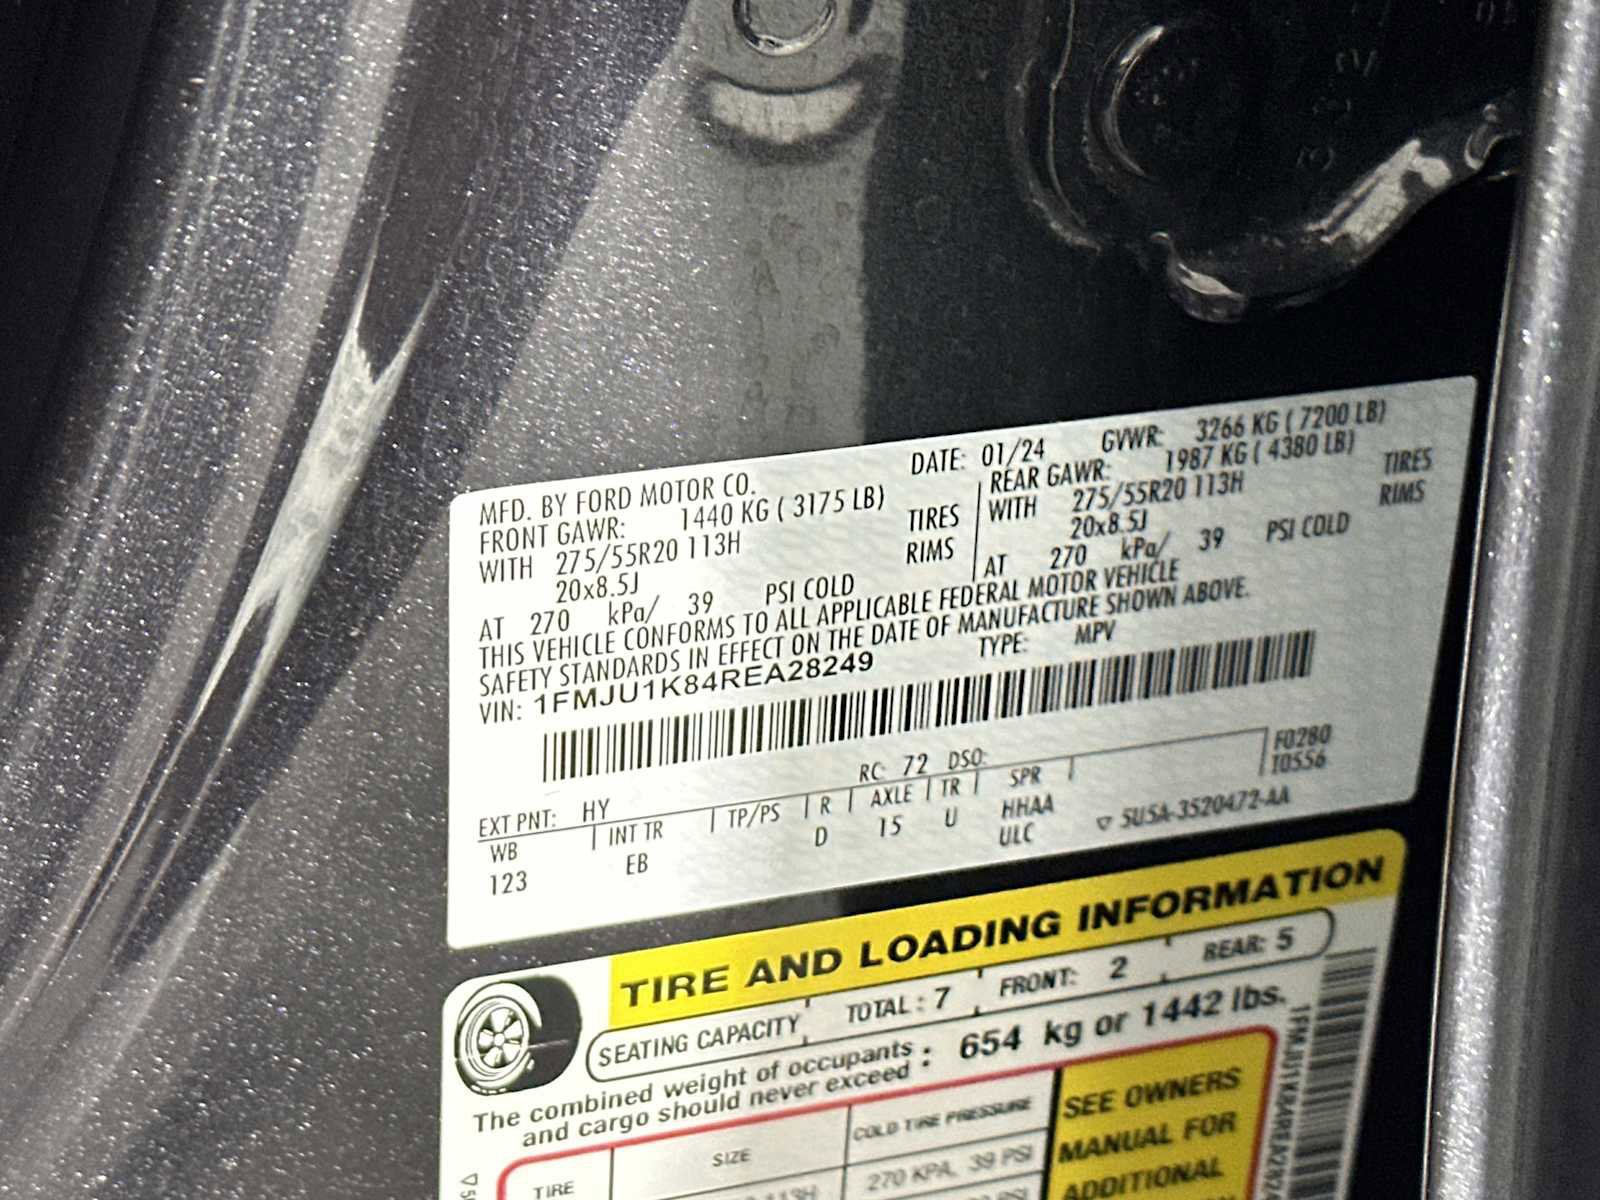 MFD. BY FORD MOTOR CO.
DATE: 01/24 GVWR: 3266 KG ( 7200 LB)
FRONT GAWR: 1440 KG ( 3175 LB)
WITH 275/55R20 113H TIRES
20x8.5J RIMS
AT 270 kPa/ 39 PSI COLD
REAR GAWR: 1987 KG ( 4380 LB)
WITH 275/55R20 113H TIRES
20x8.5J RIMS
AT 270 kPa/ 39 PSI COLD
THIS VEHICLE CONFORMS TO ALL APPLICABLE FEDERAL MOTOR VEHICLE
SAFETY STANDARDS IN EFFECT ON THE DATE OF MANUFACTURE SHOWN ABOVE.
VIN: 1FMJU1K84REA28249 TYPE: MPV
F0280
T0556
EXT PNT: HY RC: 72 DSO:
WB INT TR TP/PS R AXLE TR SPR
123 EB D 15 U HHAA
ULC ▽ 5U5A-3520472-AA
TIRE AND LOADING INFORMATION
SEATING CAPACITY TOTAL : 7 FRONT: 2 REAR: 5
The combined weight of occupants
and cargo should never exceed : 654 kg or 1442 lbs.
TIRE SIZE COLD TIRE PRESSURE
113H 270 KPA, 39 PSI
PSI
SEE OWNERS
MANUAL FOR
ADDITIONAL